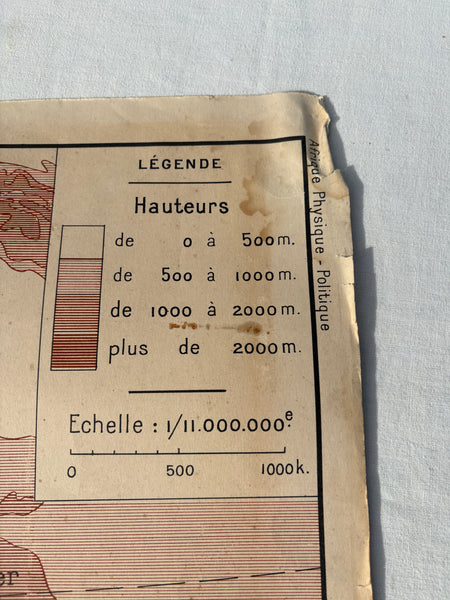 LÉGENDE
Hauteurs
de 0 à 500m.
de 500 à 1000m.
de 1000 à 2000m.
plus de 2000m.
Echelle : 1/11.000.000e.
0 500 1000k.
Afrique Physique - Politique